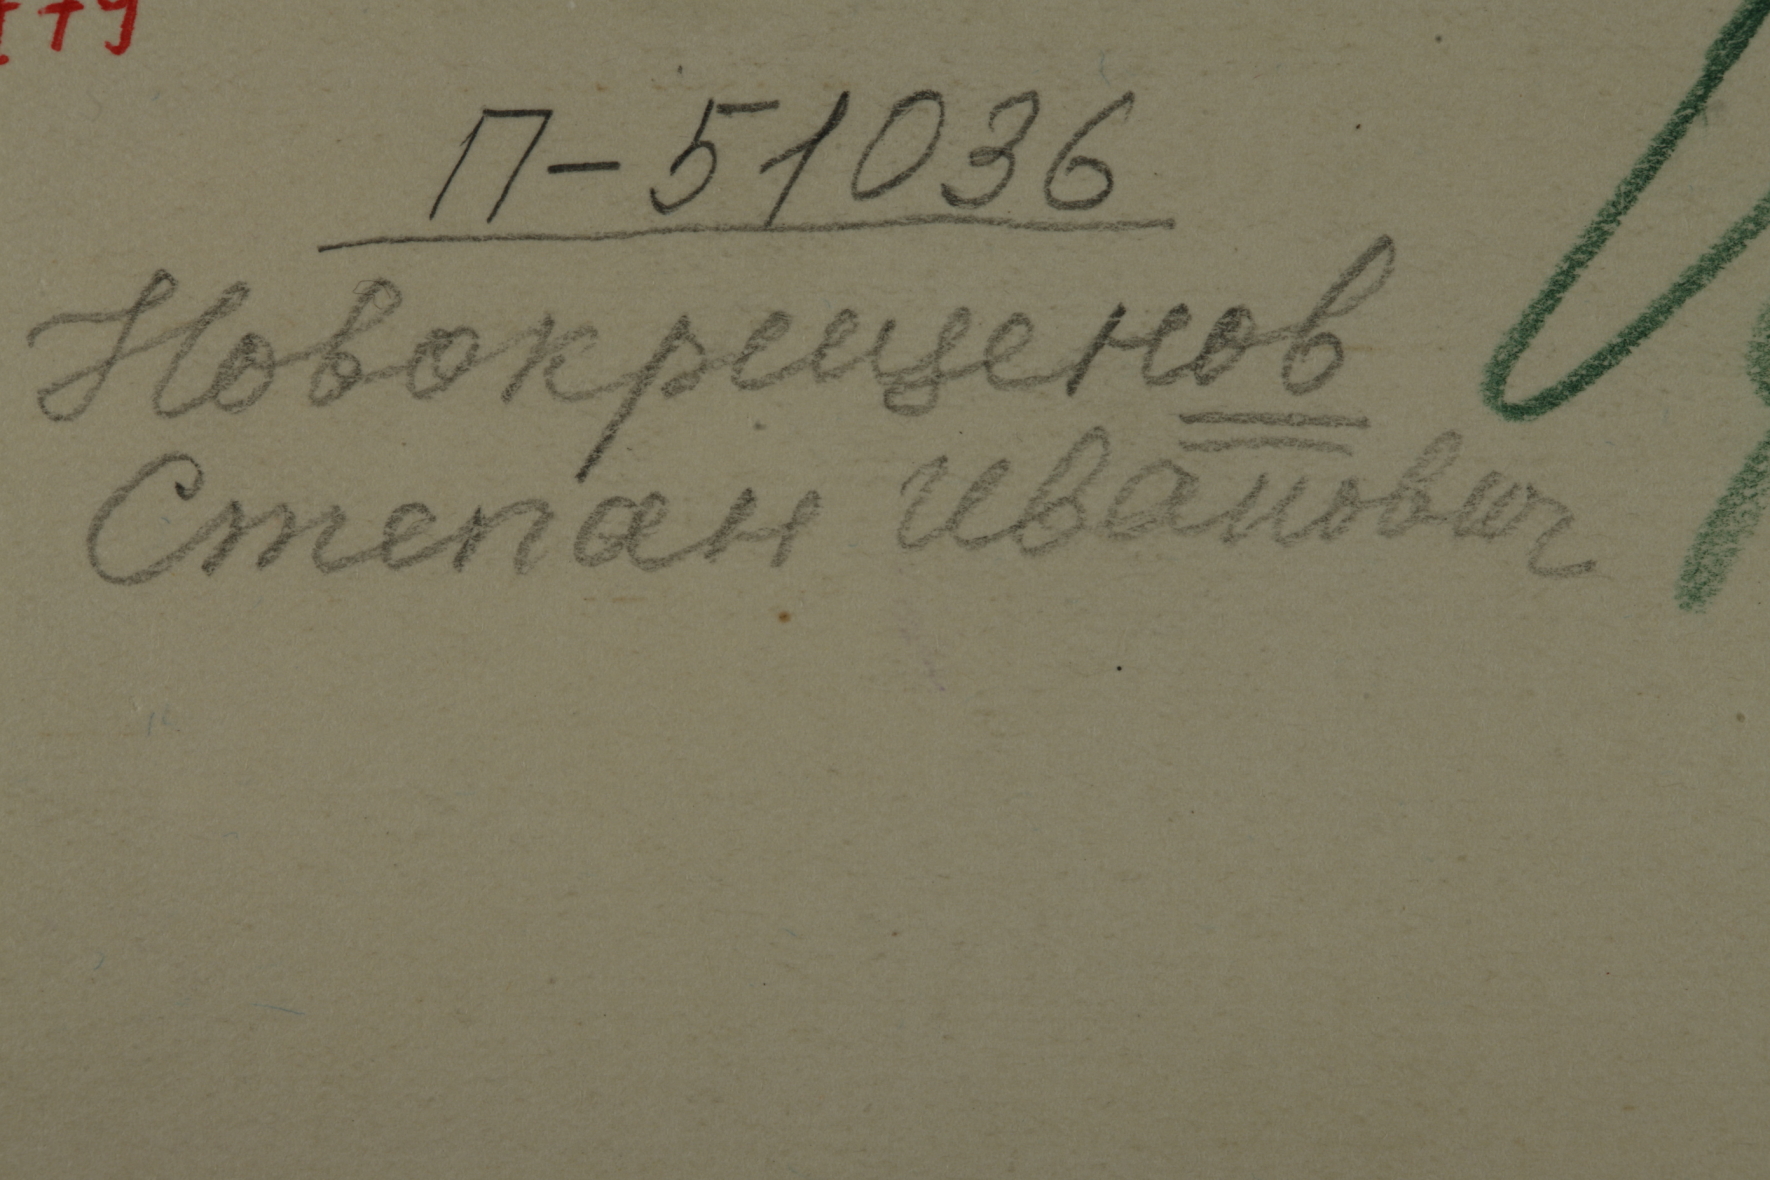 П-51036
Новокрещенов
Степан Иванович